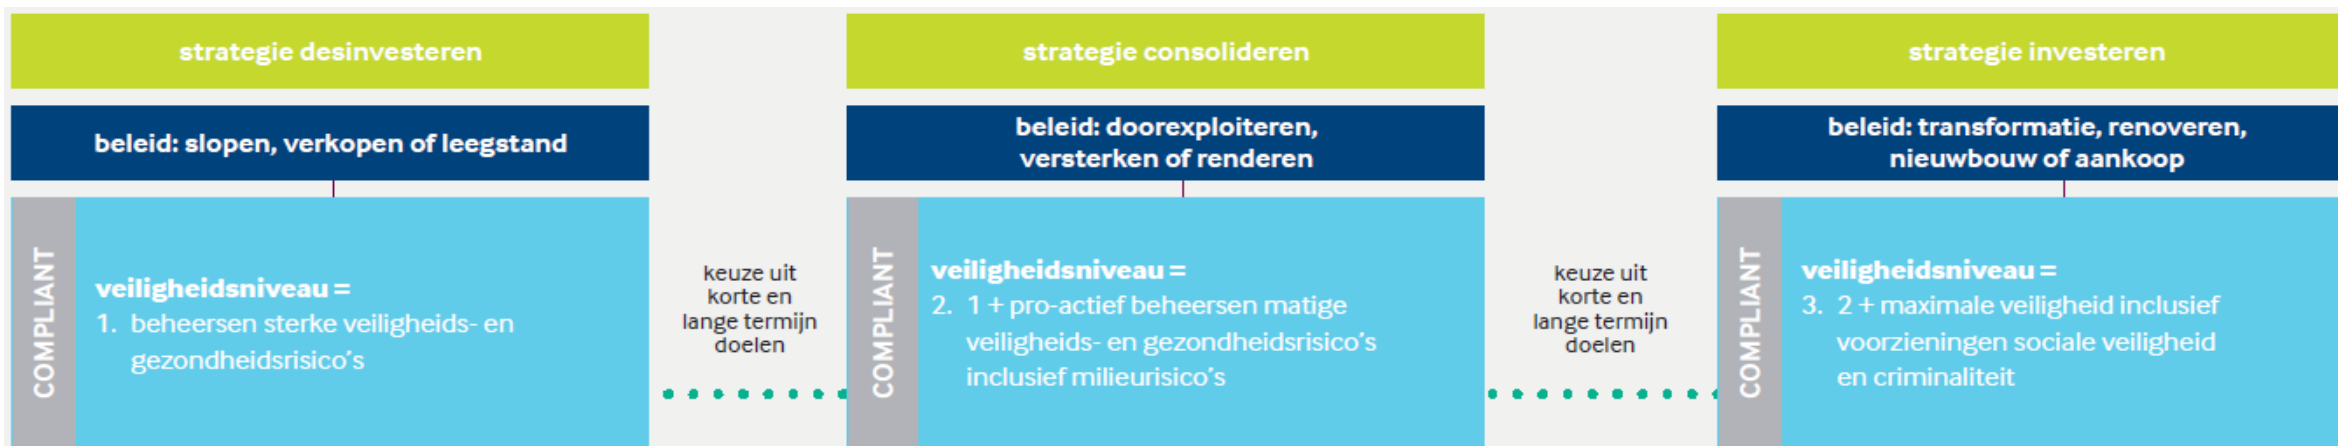 strategie desinvesteren
beleid: slopen, verkopen of leegstand
COMPLIANT
veiligheidsniveau =
1. beheersen sterke veiligheids- en
gezondheidsrisico's
keuze uit
korte en
lange termijn
doelen
strategie consolideren
beleid: doorexploiteren,
versterken of renderen
COMPLIANT
veiligheidsniveau =
2. 1 + pro-actief beheersen matige
veiligheids- en gezondheidsrisico's
inclusief milieurisico's
keuze uit
korte en
lange termijn
doelen
strategie investeren
beleid: transformatie, renoveren,
nieuwbouw of aankoop
COMPLIANT
veiligheidsniveau =
3. 2 + maximale veiligheid inclusief
voorzieningen sociale veiligheid
en criminaliteit